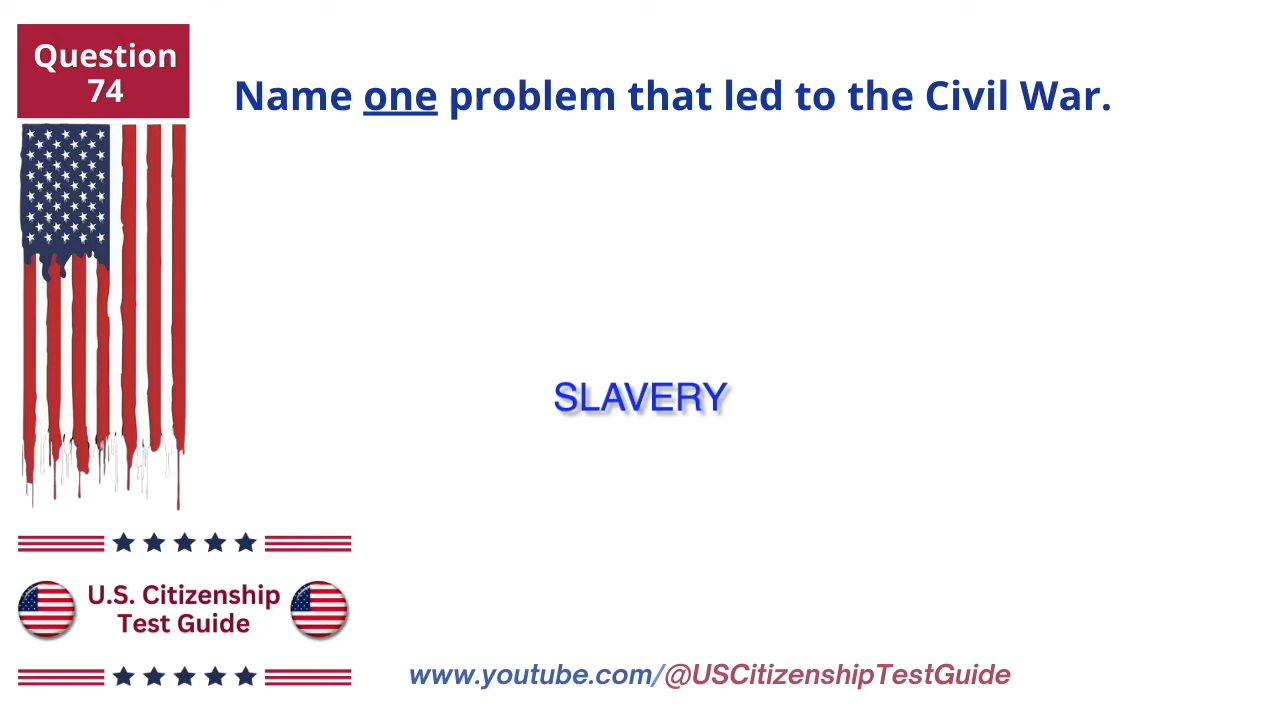 Question
74
Name one problem that led to the Civil War.
SLAVERY
U.S. Citizenship
Test Guide
www.youtube.com/@USCitizenshipTestGuide